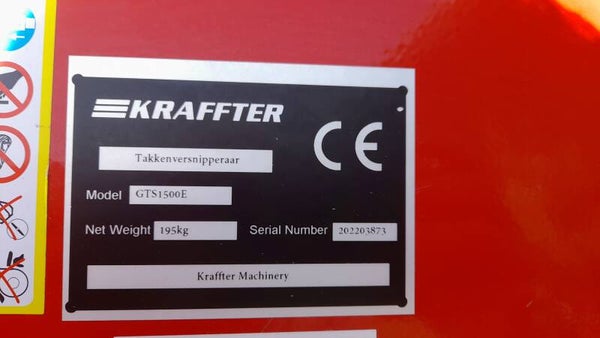 KRAFFTER
CE
Takkenversnipperaar
Model GTS1500E
Net Weight 195kg Serial Number 202203873
Kraffter Machinery